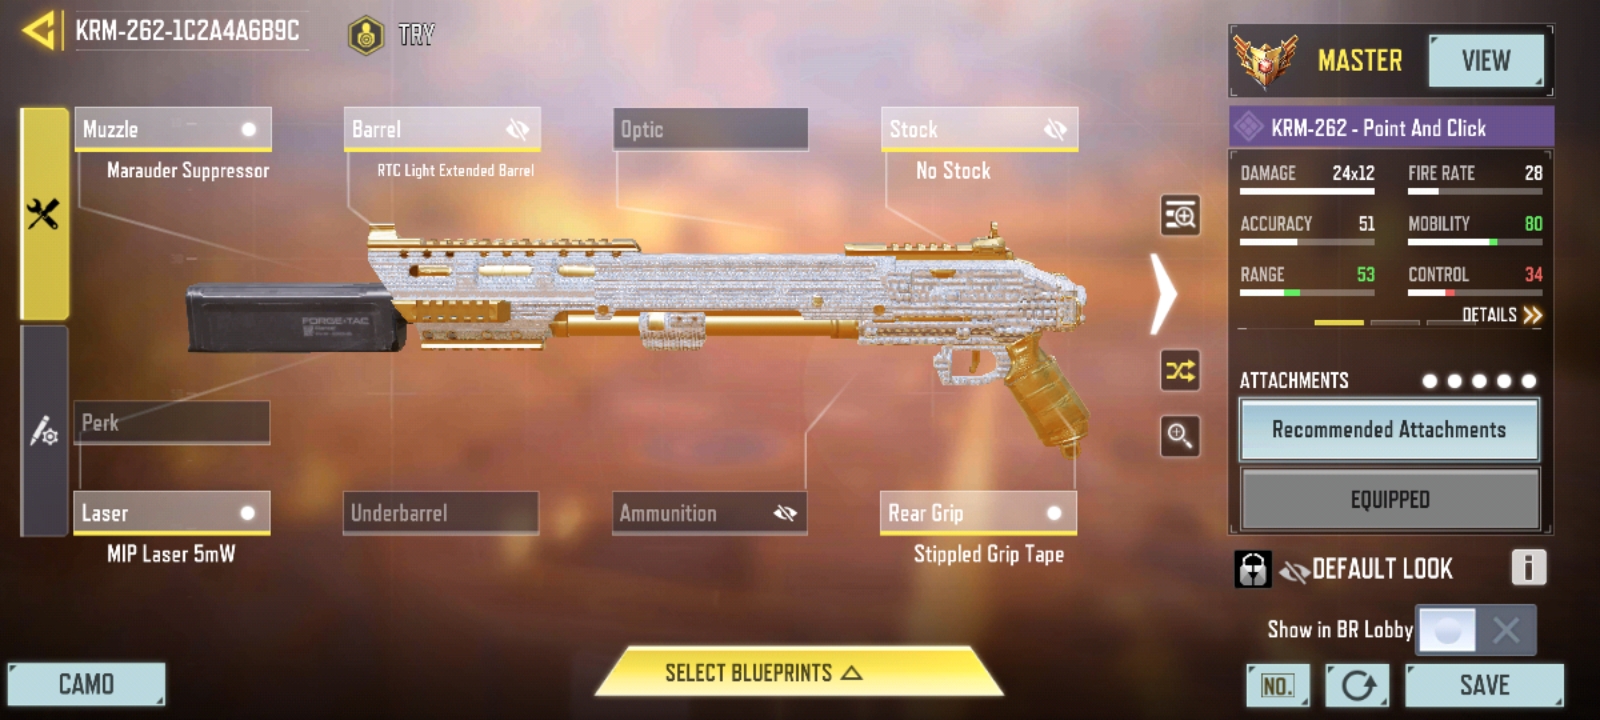 KRM-262-1C2A4A6B9C
TRY
MASTER
VIEW
Muzzle
Barrel
Optic
Stock
Marauder Suppressor
RTC Light Extended Barrel
No Stock
KRM-262 - Point And Click
DAMAGE 24x12
FIRE RATE 28
ACCURACY 51
MOBILITY 80
RANGE 53
CONTROL 34
DETAILS
FORGE-TAC
ATTACHMENTS
Recommended Attachments
EQUIPPED
Perk
Laser
Underbarrel
Ammunition
Rear Grip
MIP Laser 5mW
Stippled Grip Tape
DEFAULT LOOK
i
Show in BR Lobby
CAMO
SELECT BLUEPRINTS
NO.
SAVE